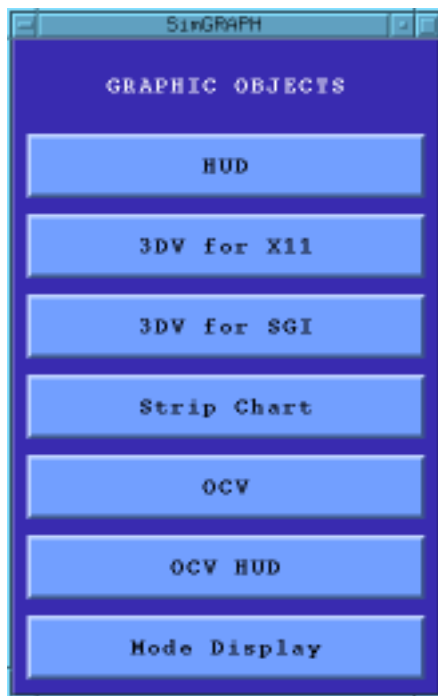 SimGRAPH
GRAPHIC OBJECTS
HUD
3DV for X11
3DV for SGI
Strip Chart
OCV
OCV HUD
Mode Display